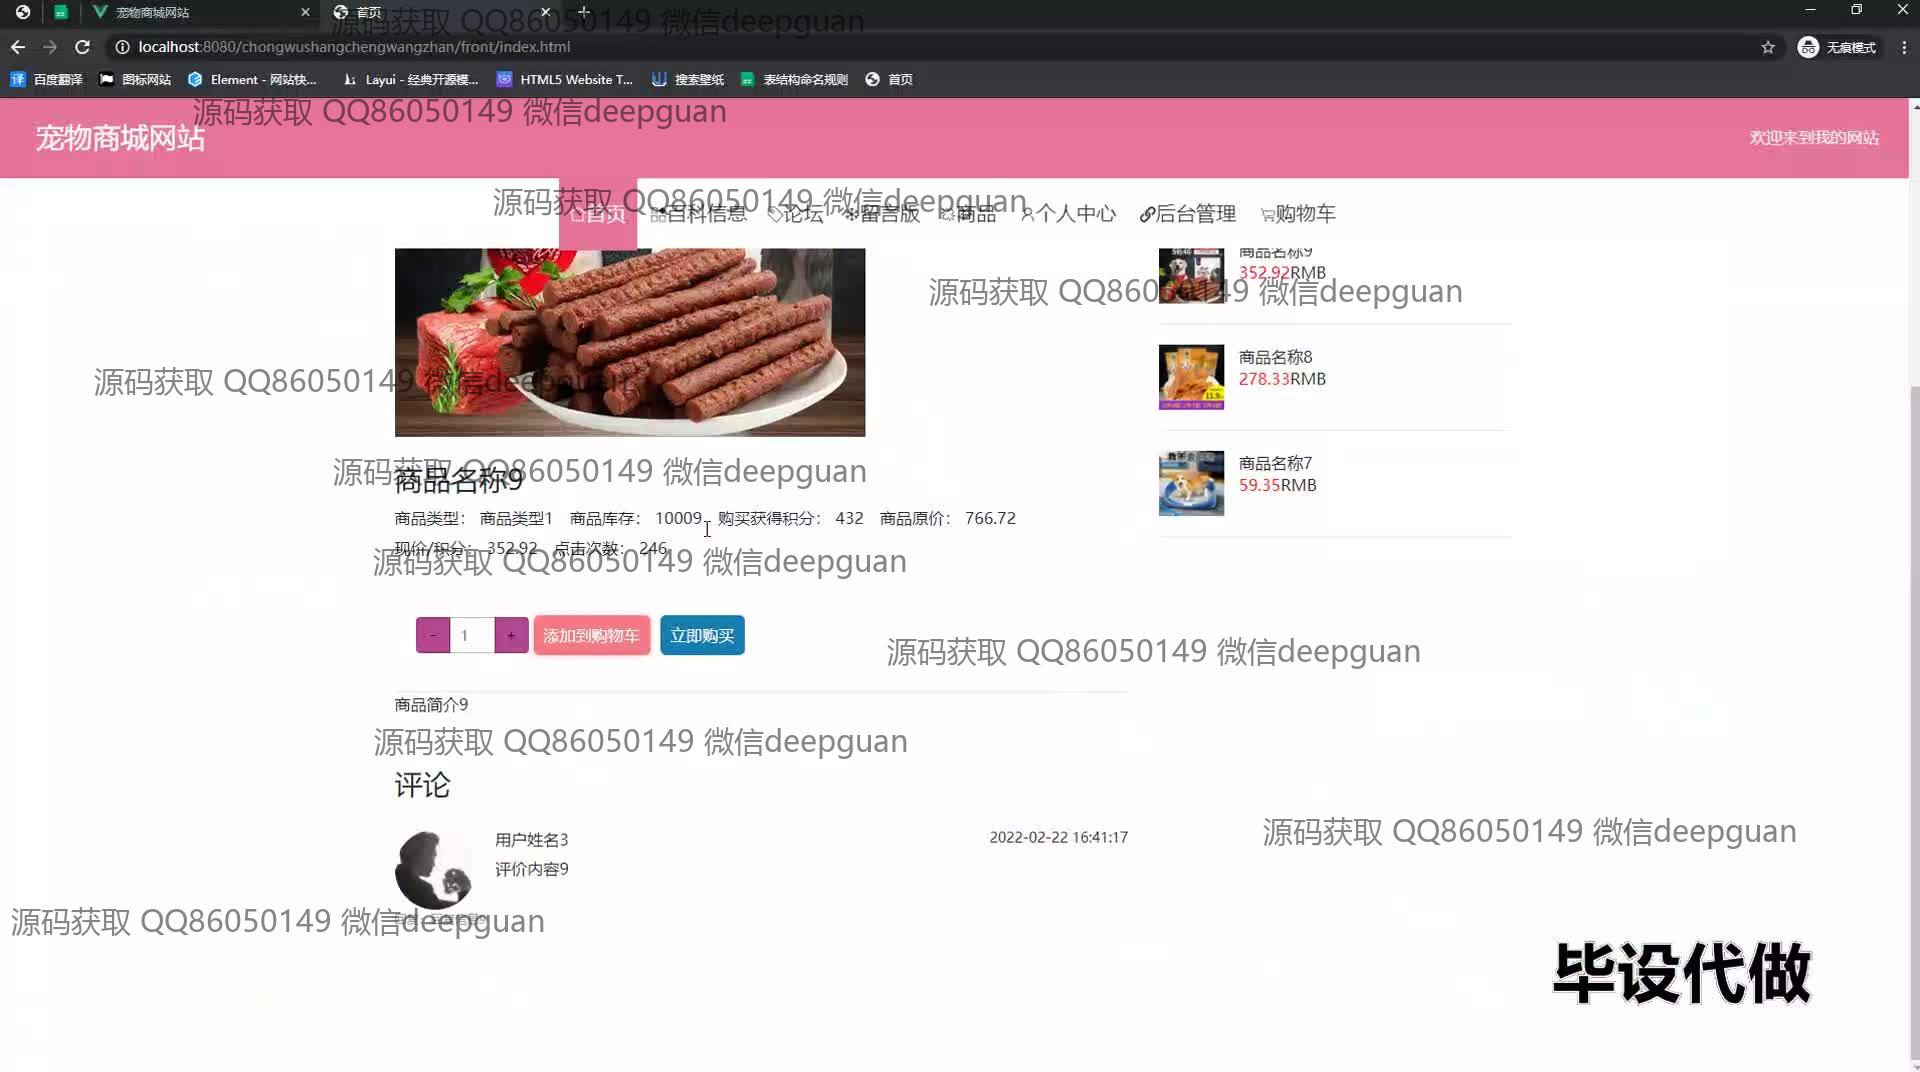 宠物商城网站
首页
源码获取 QQ86050149 微信deepguan
localhost:8080/chongwushangchengwangzhan/front/index.html
无痕模式
译 百度翻译
图标网站
Element - 网站快...
Layui - 经典开源模...
HTML5 Website T...
搜索壁纸
表结构命名规则
首页
源码获取 QQ86050149 微信deepguan
宠物商城网站
欢迎来到我的网站
源码获取 QQ86050149 微信deepguan
首页
百科信息
论坛
留言版
商品
个人中心
后台管理
购物车
商品名称9
352.92RMB
源码获取 QQ86050149 微信deepguan
商品名称8
278.33RMB
源码获取 QQ86050149 微信deepguan
商品名称7
59.35RMB
源码获取 QQ86050149 微信deepguan
商品名称9
商品类型： 商品类型1 商品库存： 10009 购买获得积分： 432 商品原价： 766.72
现价/积分： 352.92 点击次数： 246
源码获取 QQ86050149 微信deepguan
- 1 +
添加到购物车
立即购买
源码获取 QQ86050149 微信deepguan
商品简介9
源码获取 QQ86050149 微信deepguan
评论
用户姓名3
2022-02-22 16:41:17
评价内容9
源码获取 QQ86050149 微信deepguan
源码获取 QQ86050149 微信deepguan
毕设代做